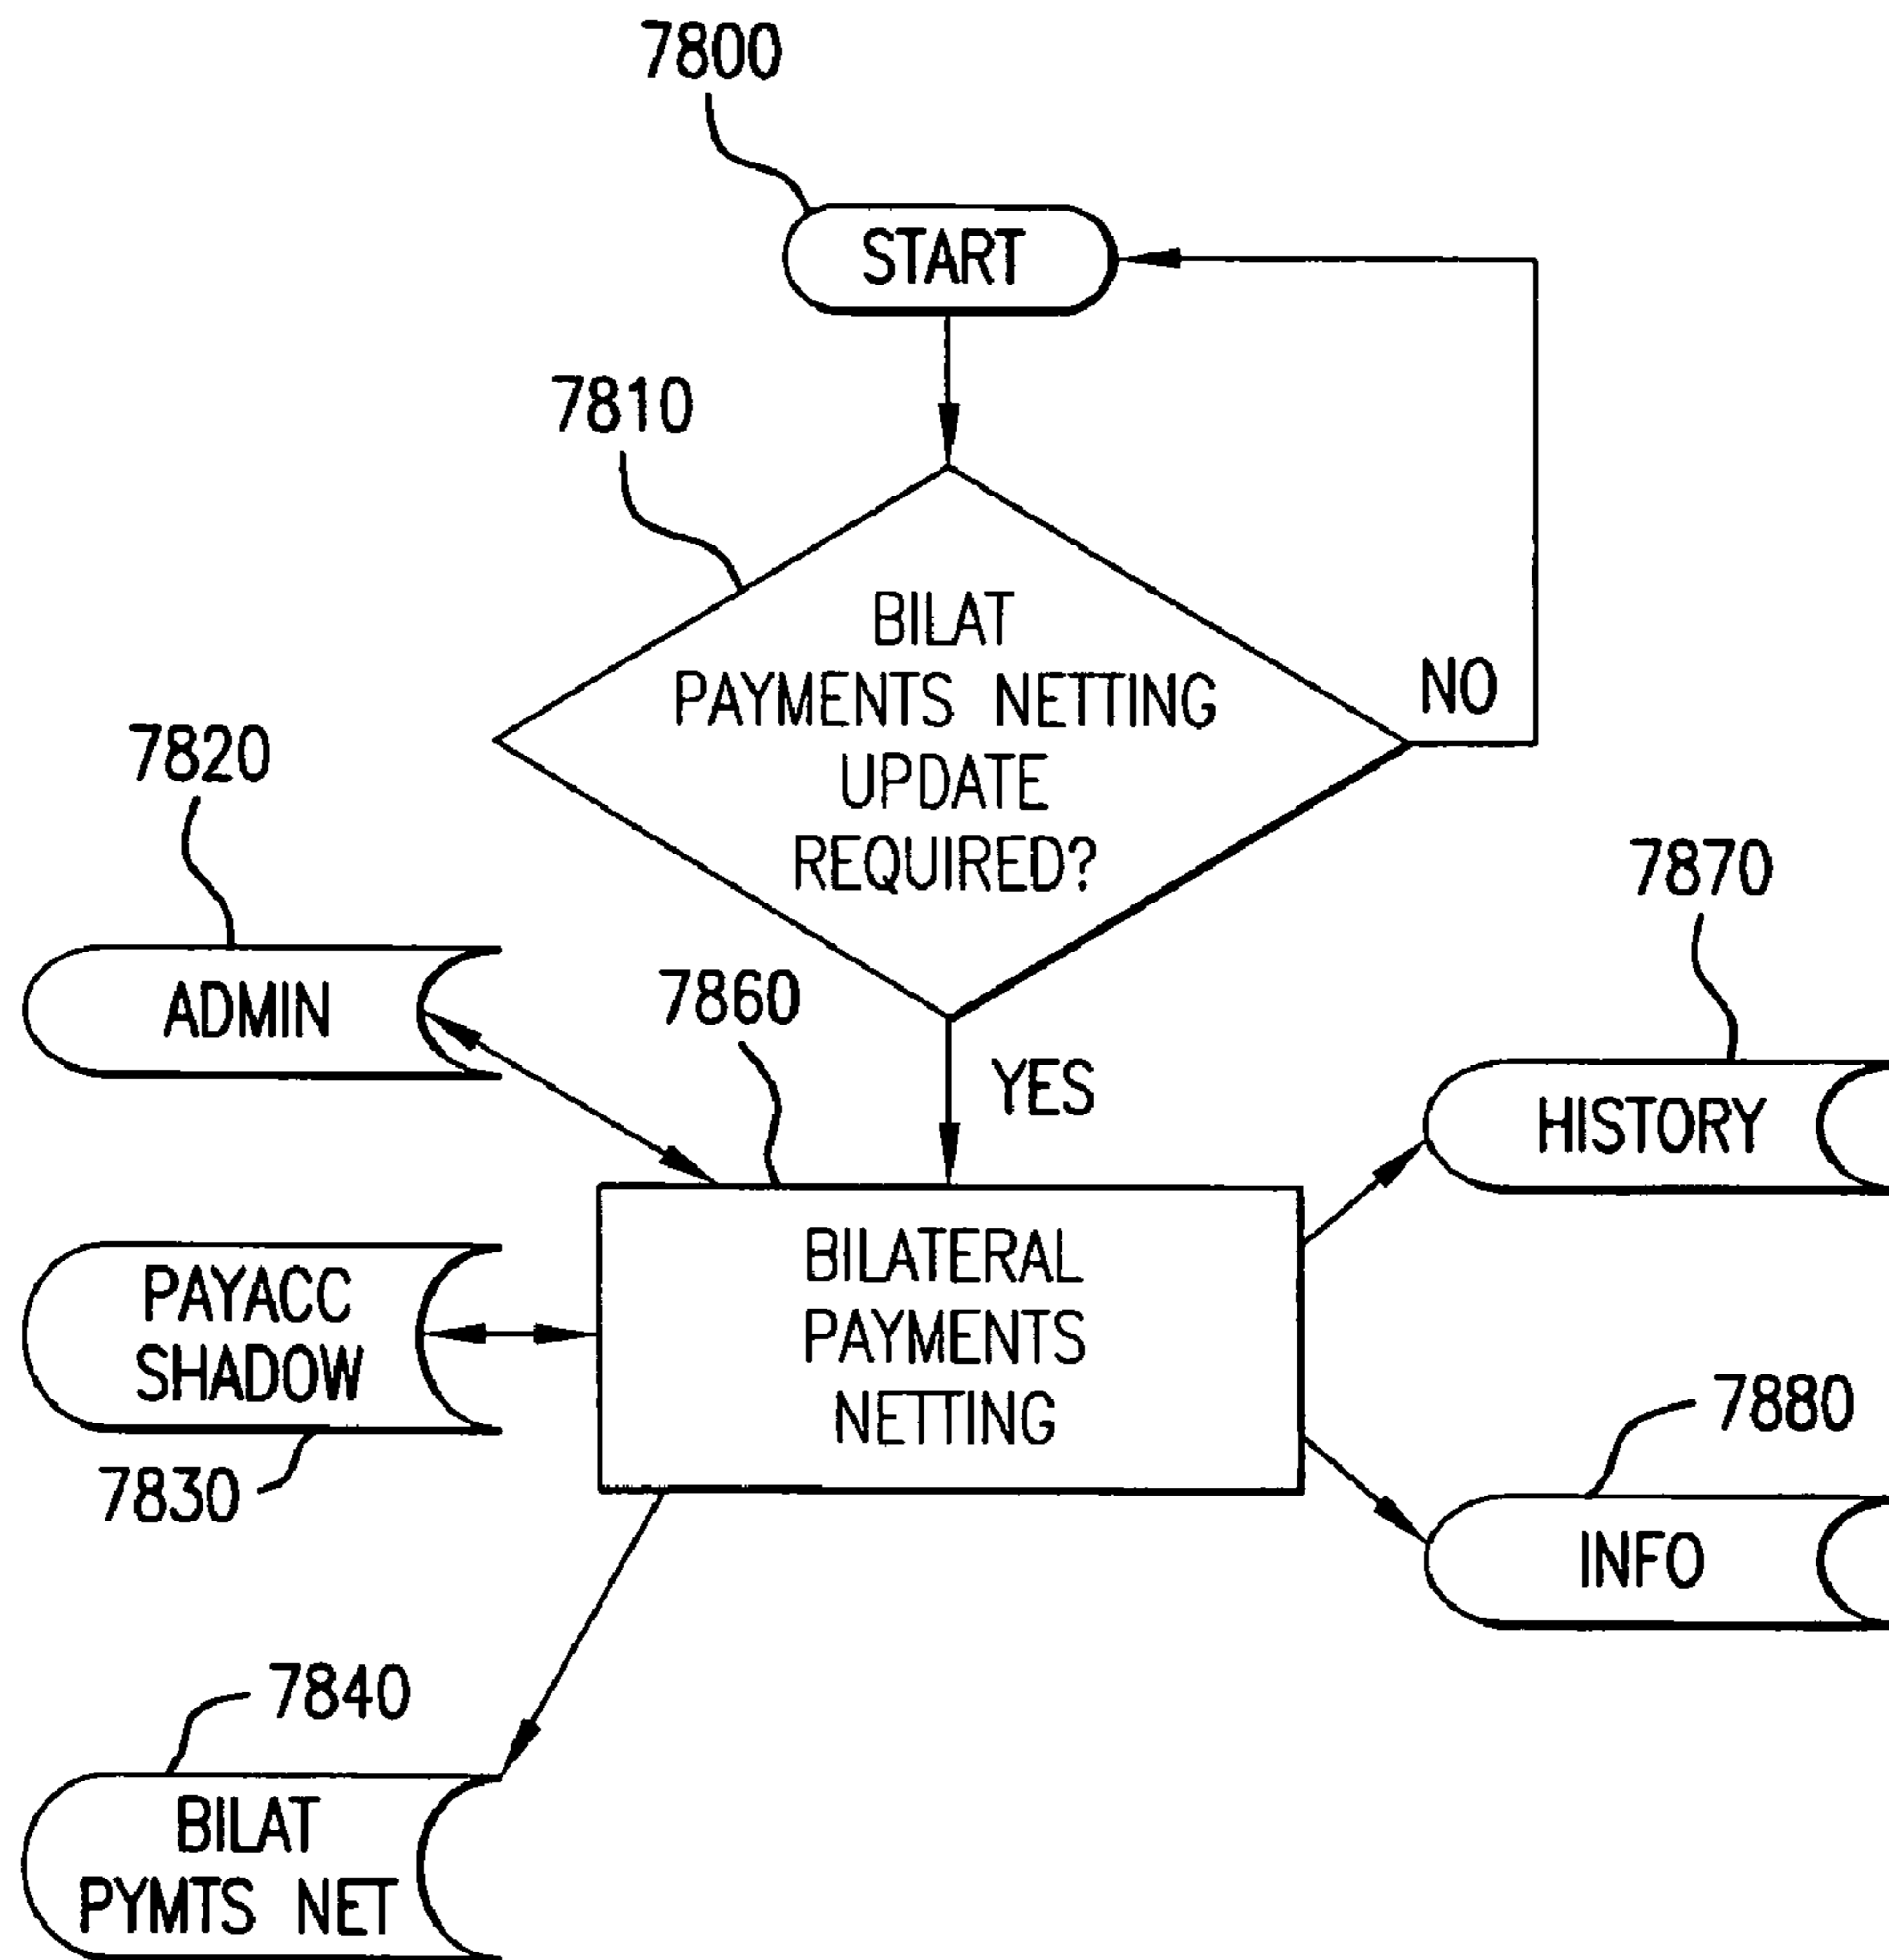 7800
START
7810
BILAT
PAYMENTS NETTING
UPDATE
REQUIRED?
NO
7820
ADMIN
7860
YES
7870
HISTORY
PAYACC
SHADOW
7830
BILATERAL
PAYMENTS
NETTING
7880
INFO
7840
BILAT
PYMTS NET